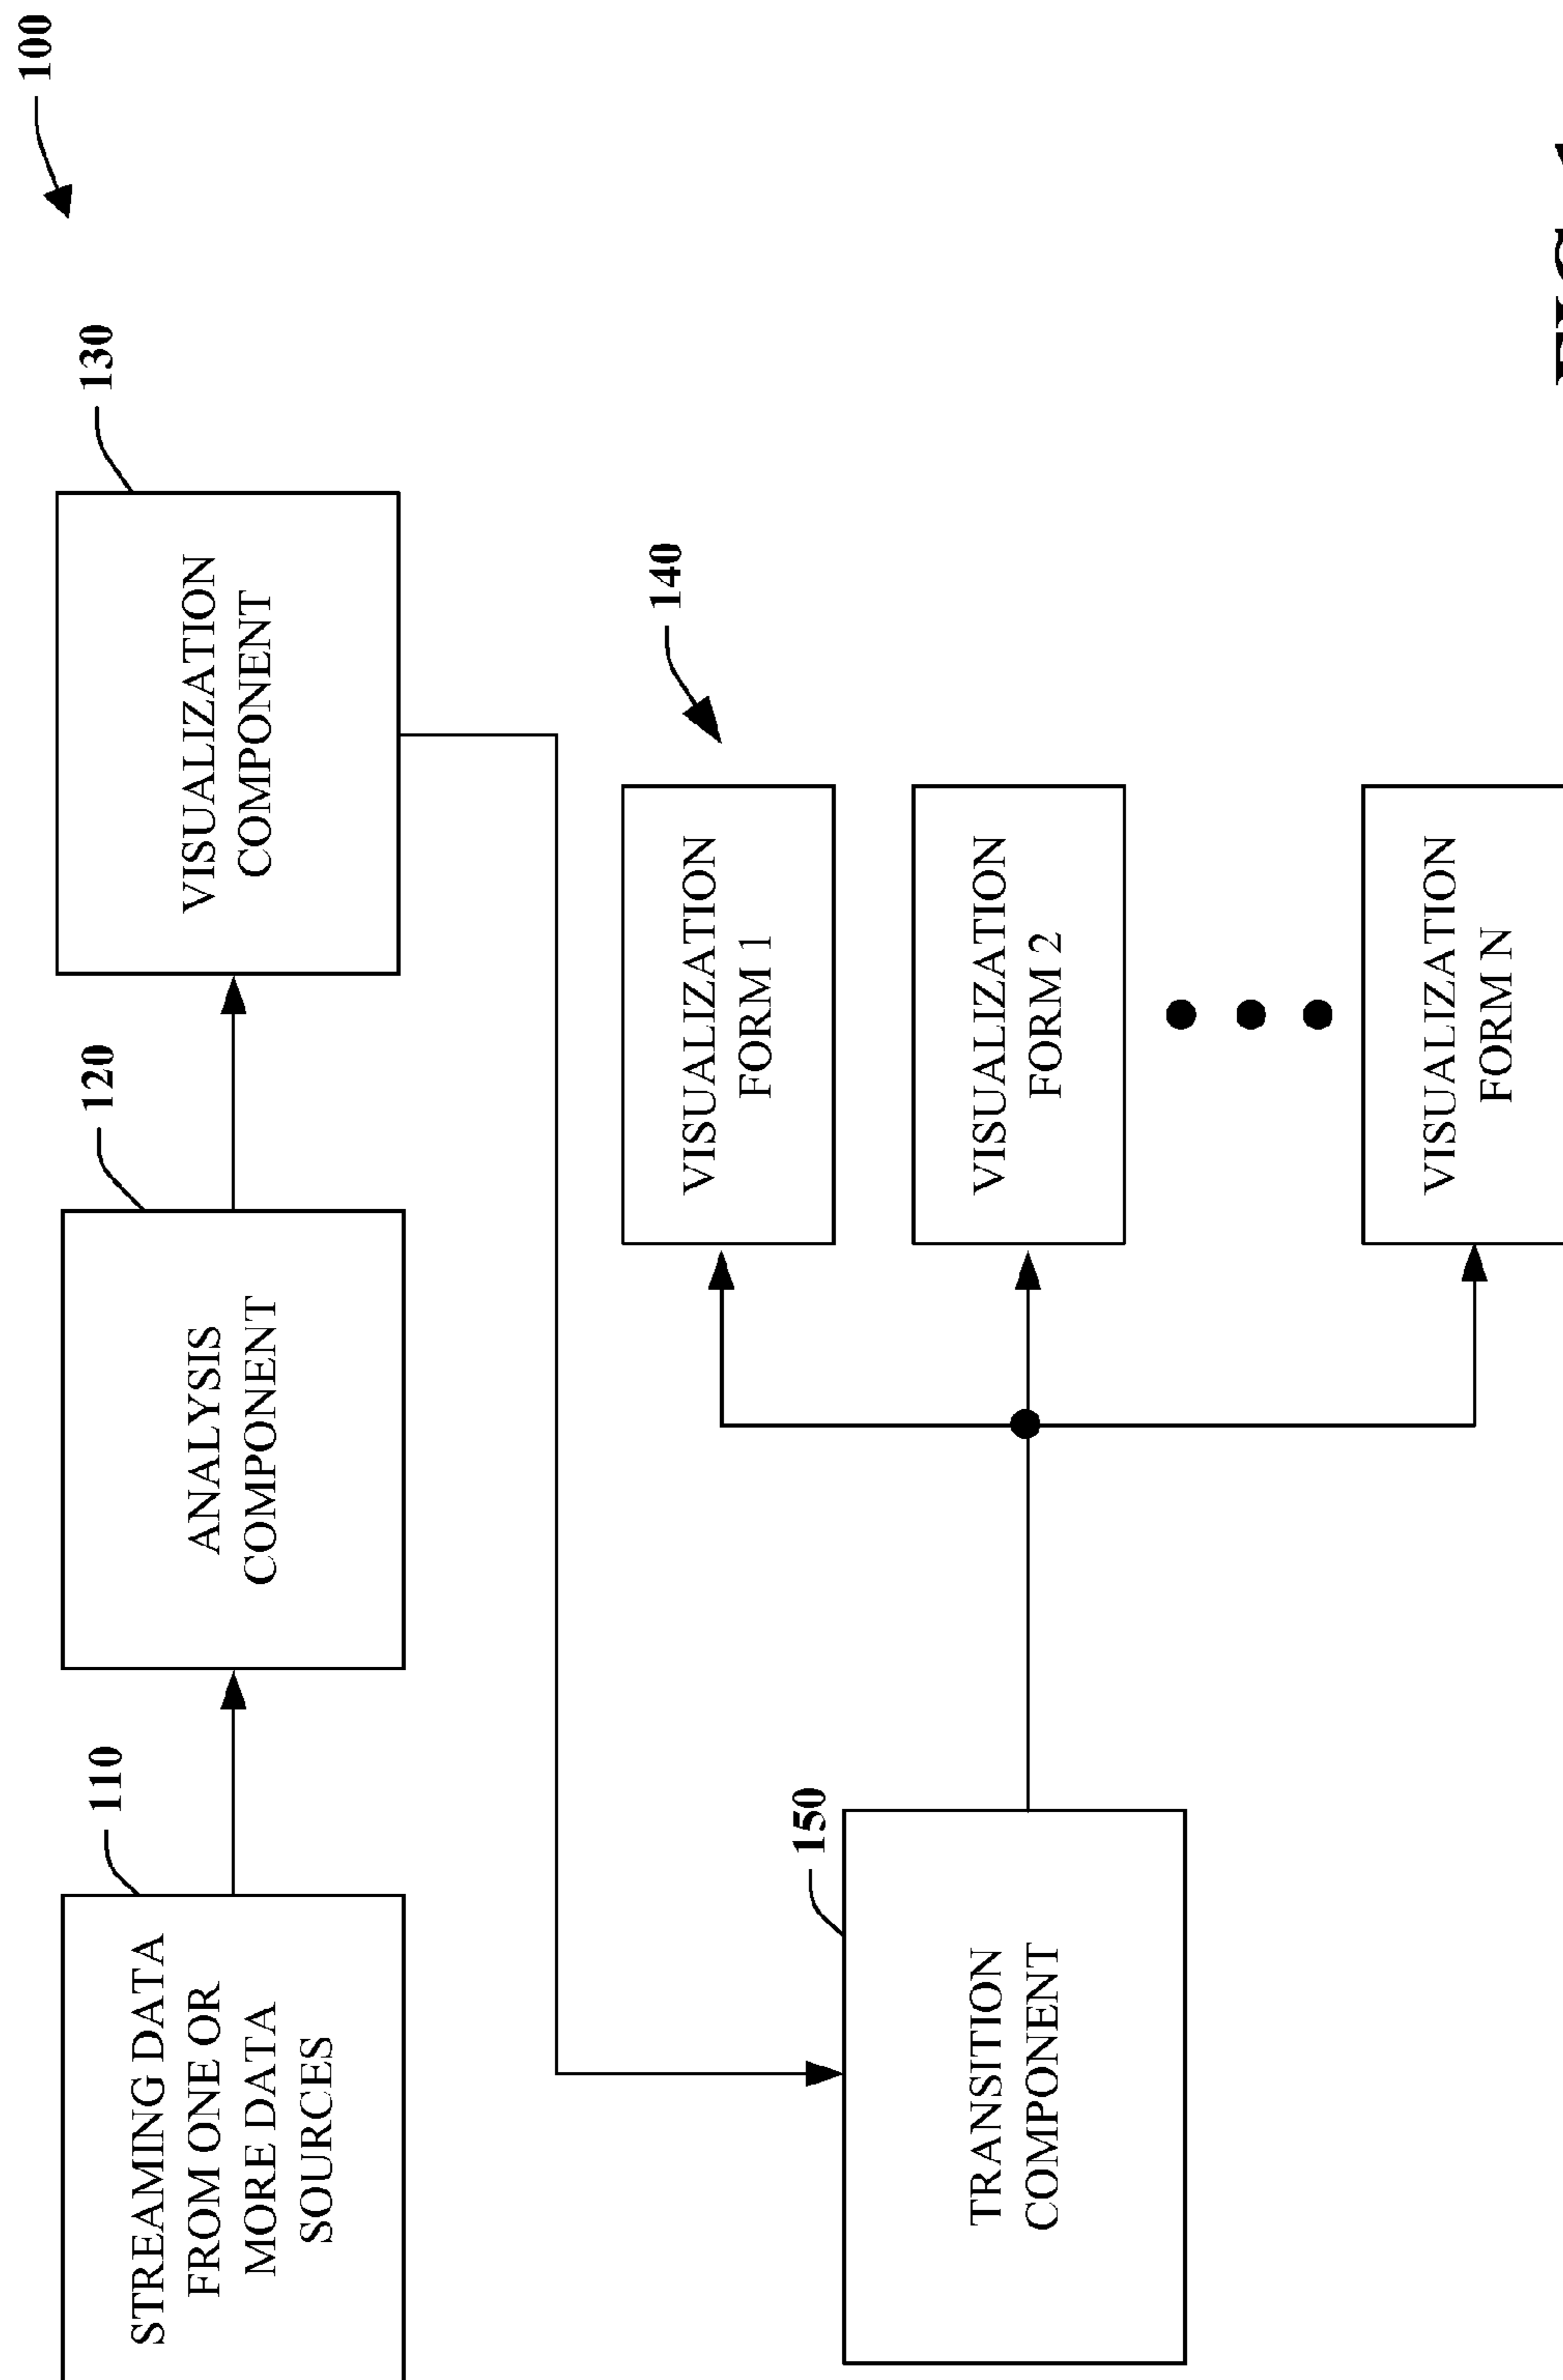 100
STREAMING DATA
FROM ONE OR
MORE DATA
SOURCES
110
ANALYSIS
COMPONENT
120
VISUALIZATION
COMPONENT
130
TRANSITION
COMPONENT
150
140
VISUALIZATION
FORM 1
VISUALIZATION
FORM 2
VISUALIZATION
FORM N